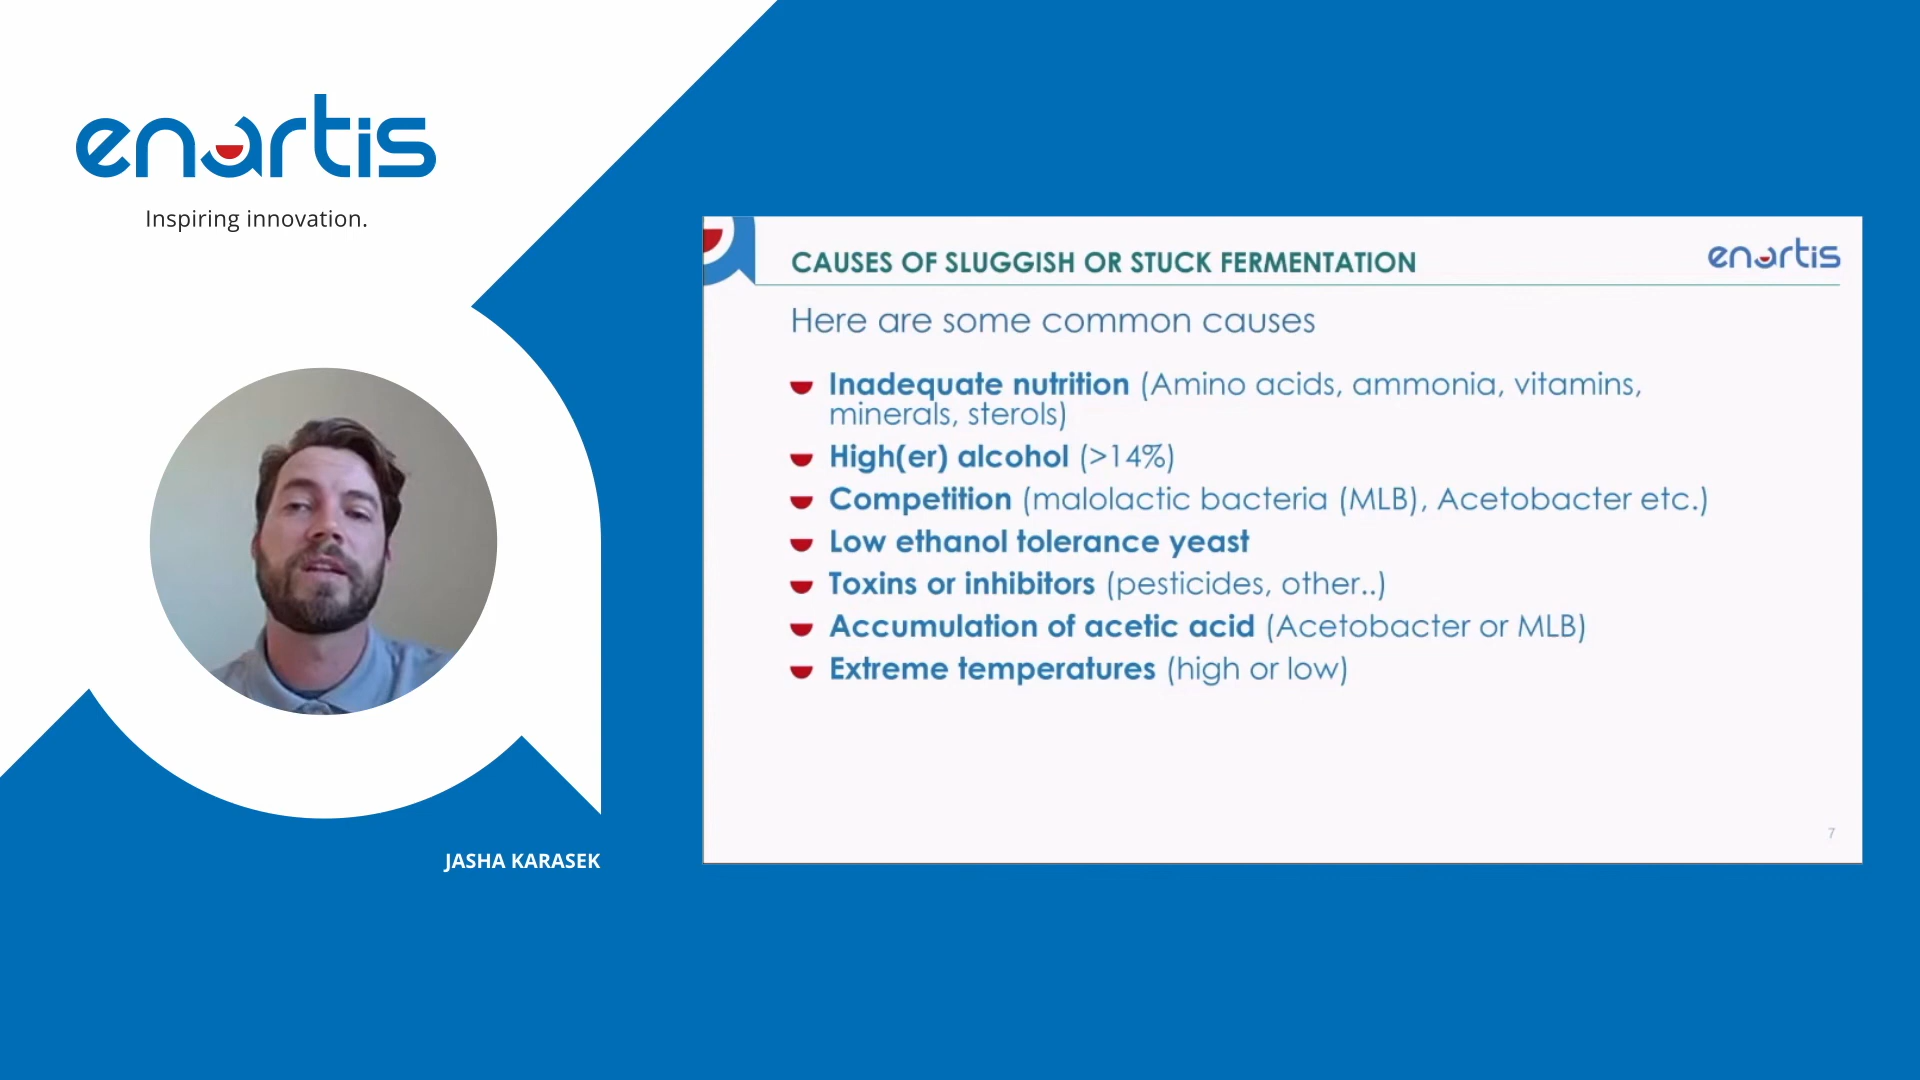 enartis
Inspiring innovation.
JASHA KARASEK
CAUSES OF SLUGGISH OR STUCK FERMENTATION
enartis
Here are some common causes
Inadequate nutrition (Amino acids, ammonia, vitamins,
minerals, sterols)
High(er) alcohol (>14%)
Competition (malolactic bacteria (MLB), Acetobacter etc.)
Low ethanol tolerance yeast
Toxins or inhibitors (pesticides, other..)
Accumulation of acetic acid (Acetobacter or MLB)
Extreme temperatures (high or low)
7